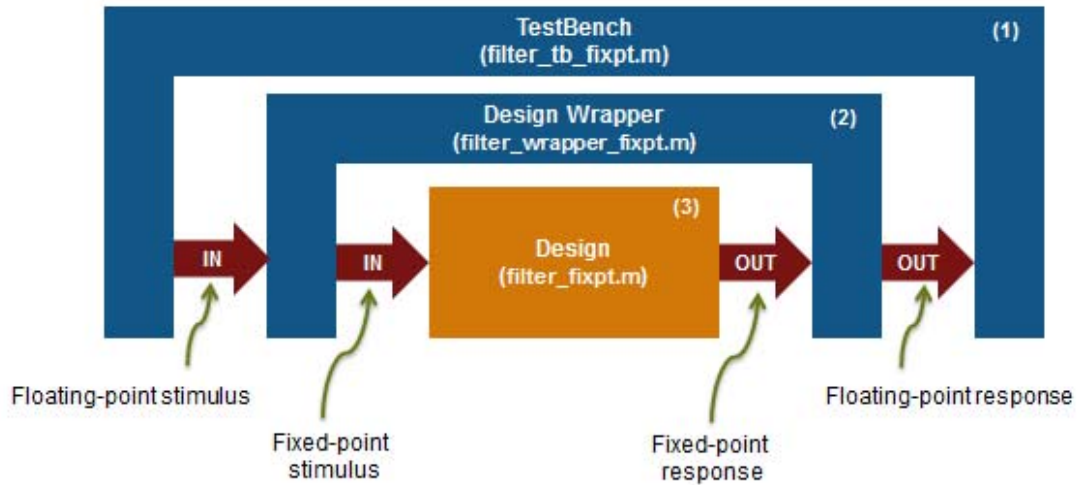 TestBench
(filter_tb_fixpt.m)
(1)
Design Wrapper
(filter_wrapper_fixpt.m)
(2)
(3)
Design
(filter_fixpt.m)
IN
IN
OUT
OUT
Floating-point stimulus
Fixed-point
stimulus
Fixed-point
response
Floating-point response